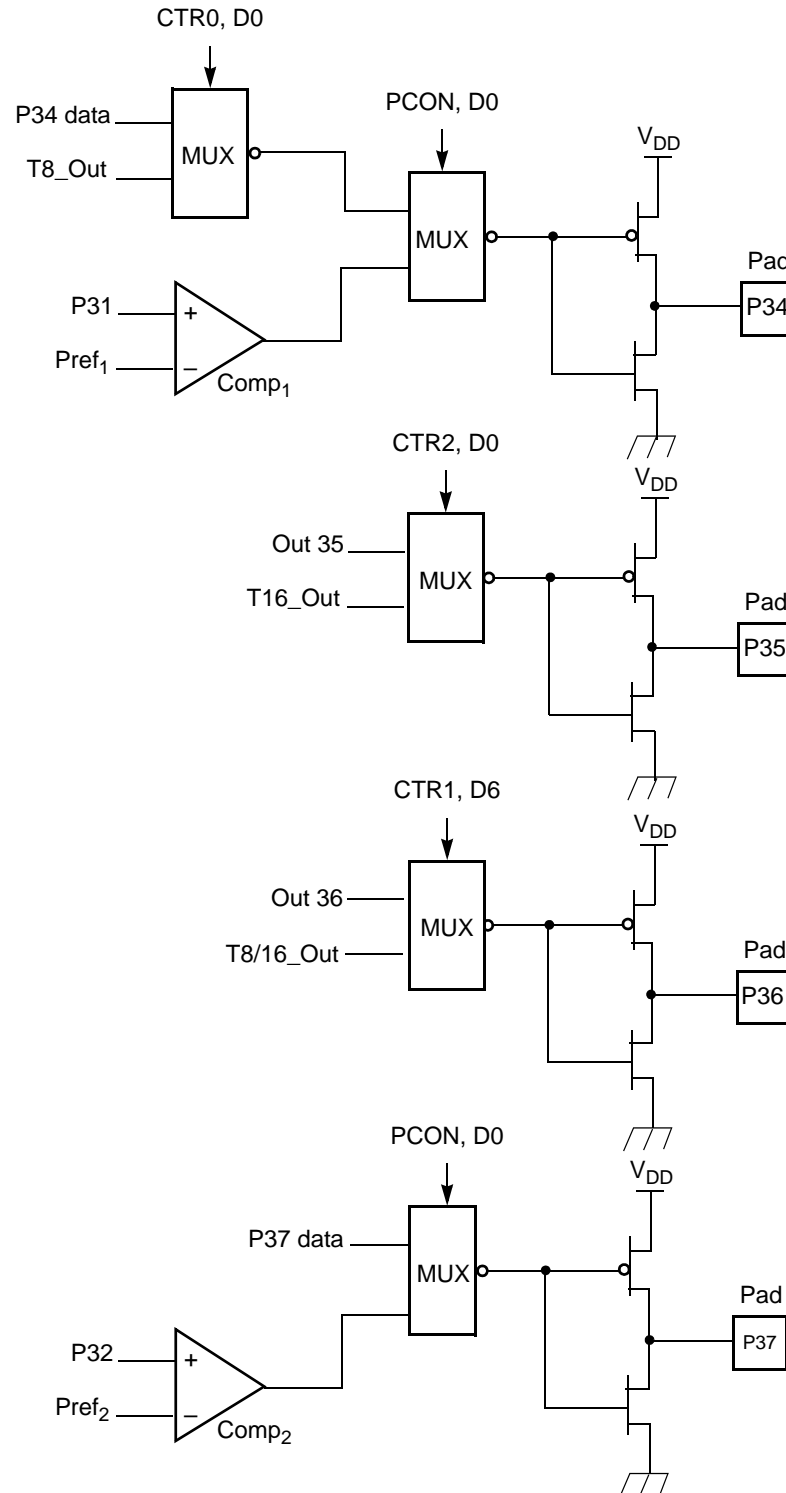 CTR0, D0
P34 data
T8_Out
MUX
PCON, D0
MUX
VDD
Pad
P34
P31
+
Pref1
–
Comp1
CTR2, D0
Out 35
T16_Out
MUX
VDD
Pad
P35
CTR1, D6
Out 36
T8/16_Out
MUX
VDD
Pad
P36
PCON, D0
P37 data
MUX
VDD
Pad
P37
P32
+
Pref2
–
Comp2